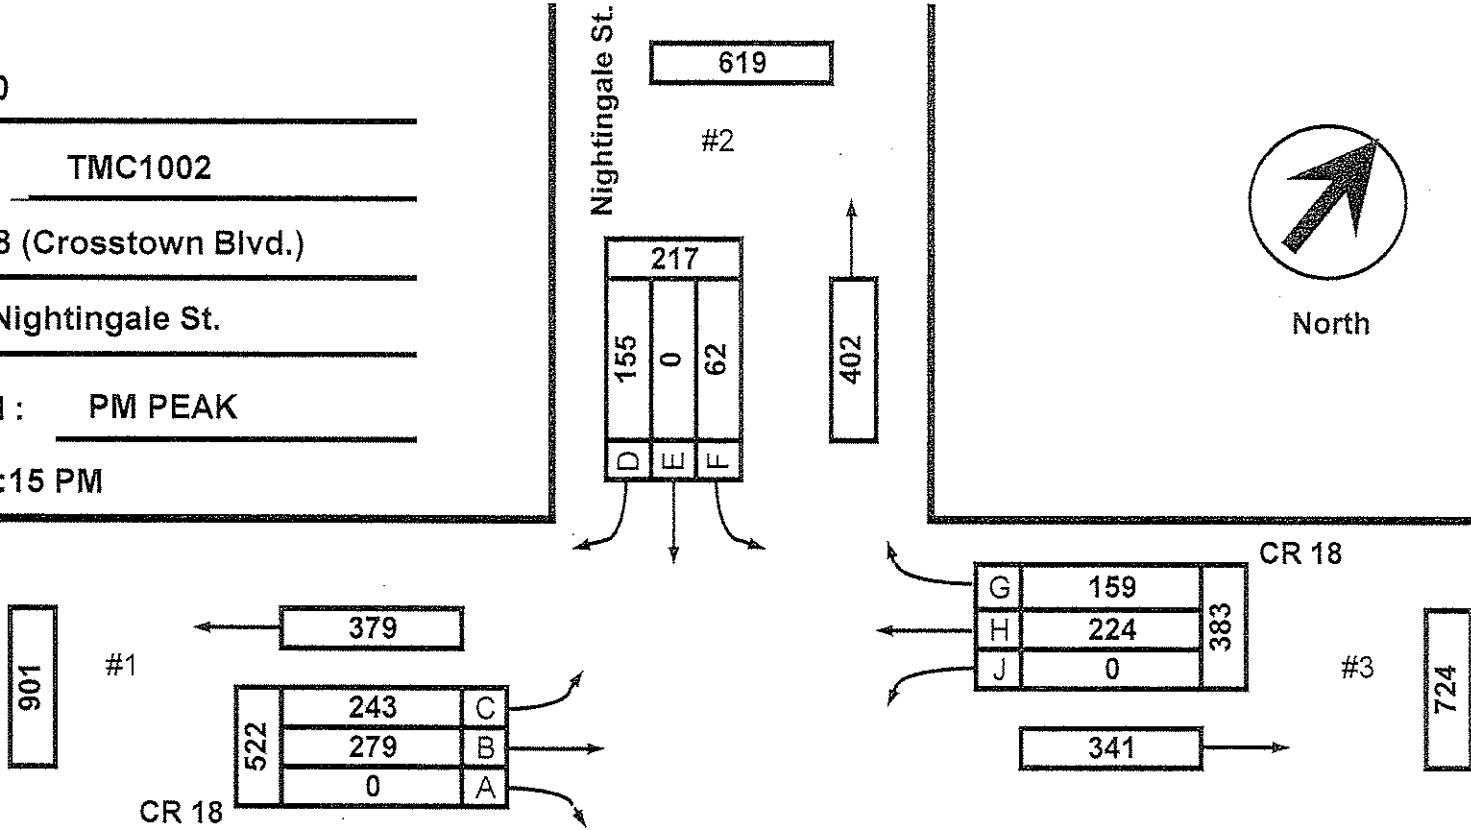 TMC1002
8 (Crosstown Blvd.)
Nightingale St.
: PM PEAK
:15 PM
Nightingale St.
619
#2
217
155 0 62
D E F
402
North
CR 18
901
#1
379
522
243 C
279 B
0 A
CR 18
G 159
H 224
J 0
383
#3
724
341